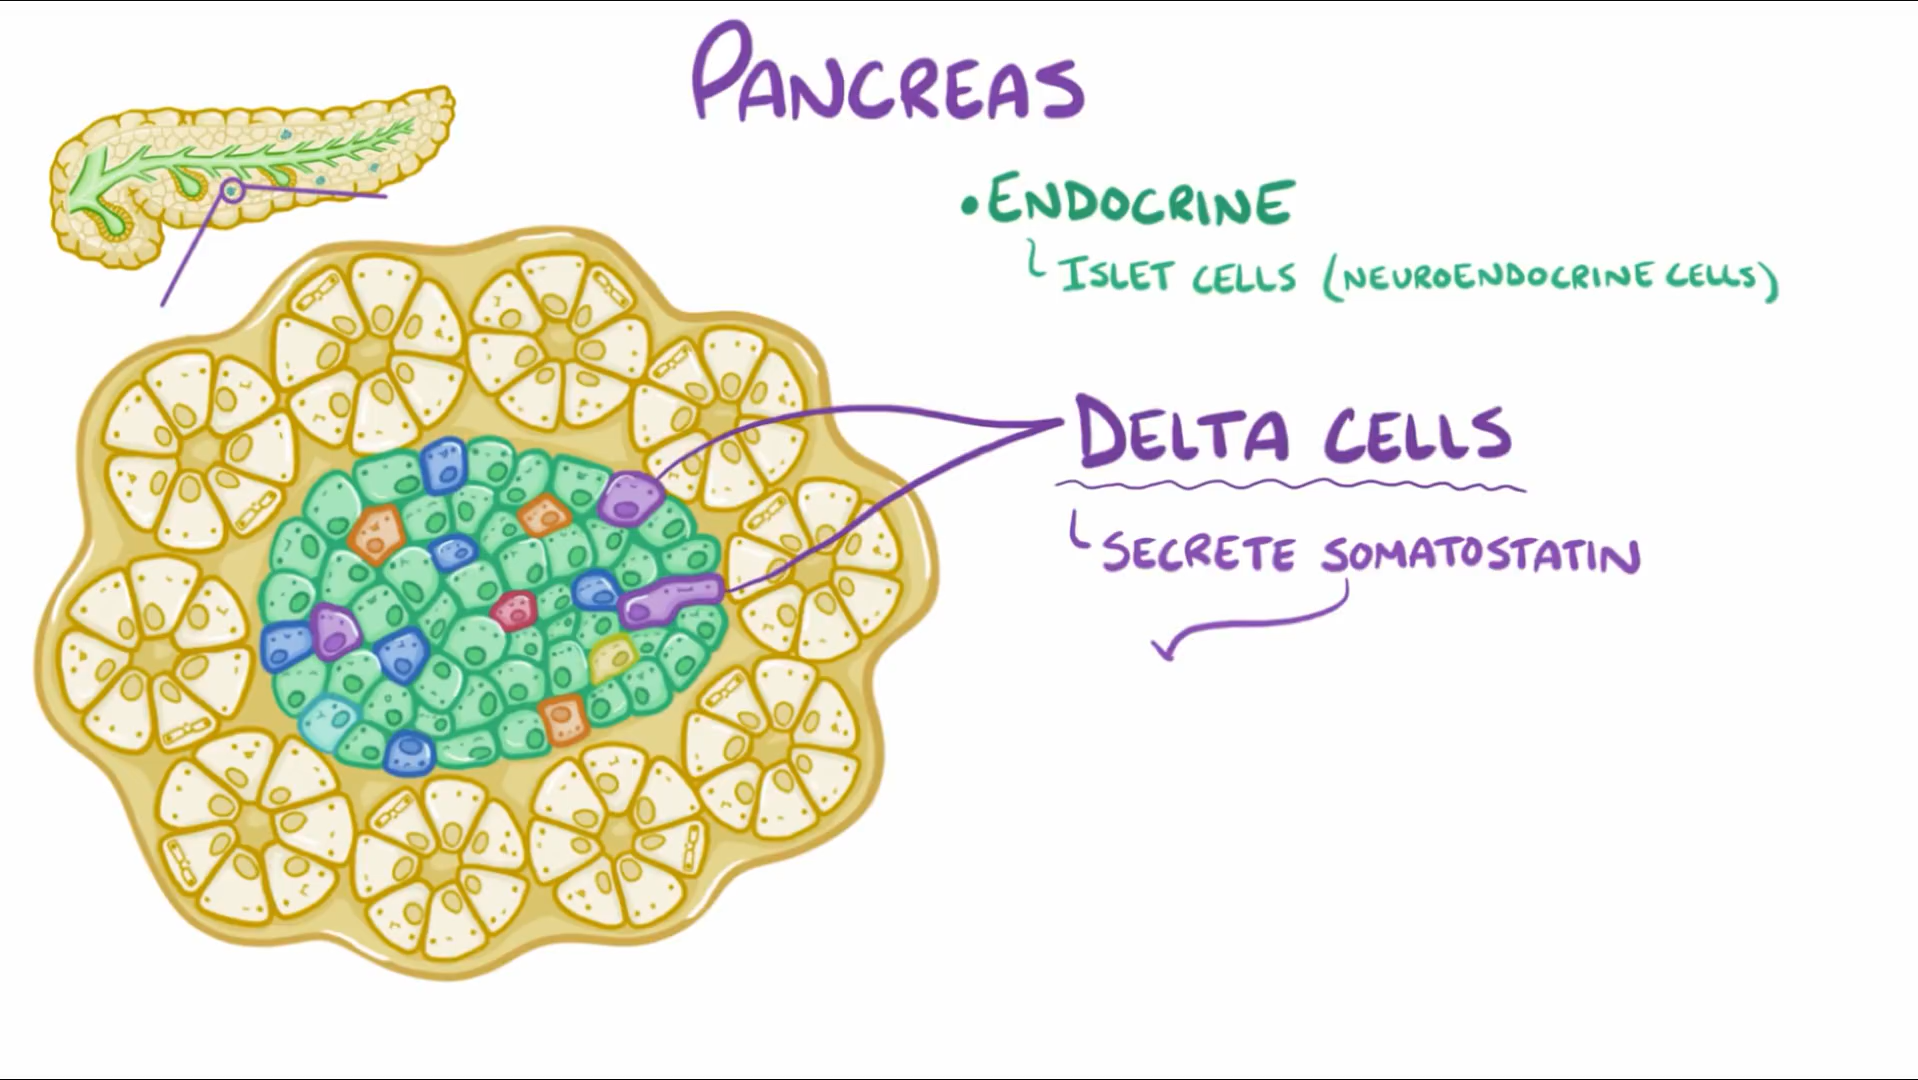 PANCREAS
•ENDOCRINE
ISLET CELLS (NEUROENDOCRINE CELLS)
DELTA CELLS
SECRETE SOMATOSTATIN